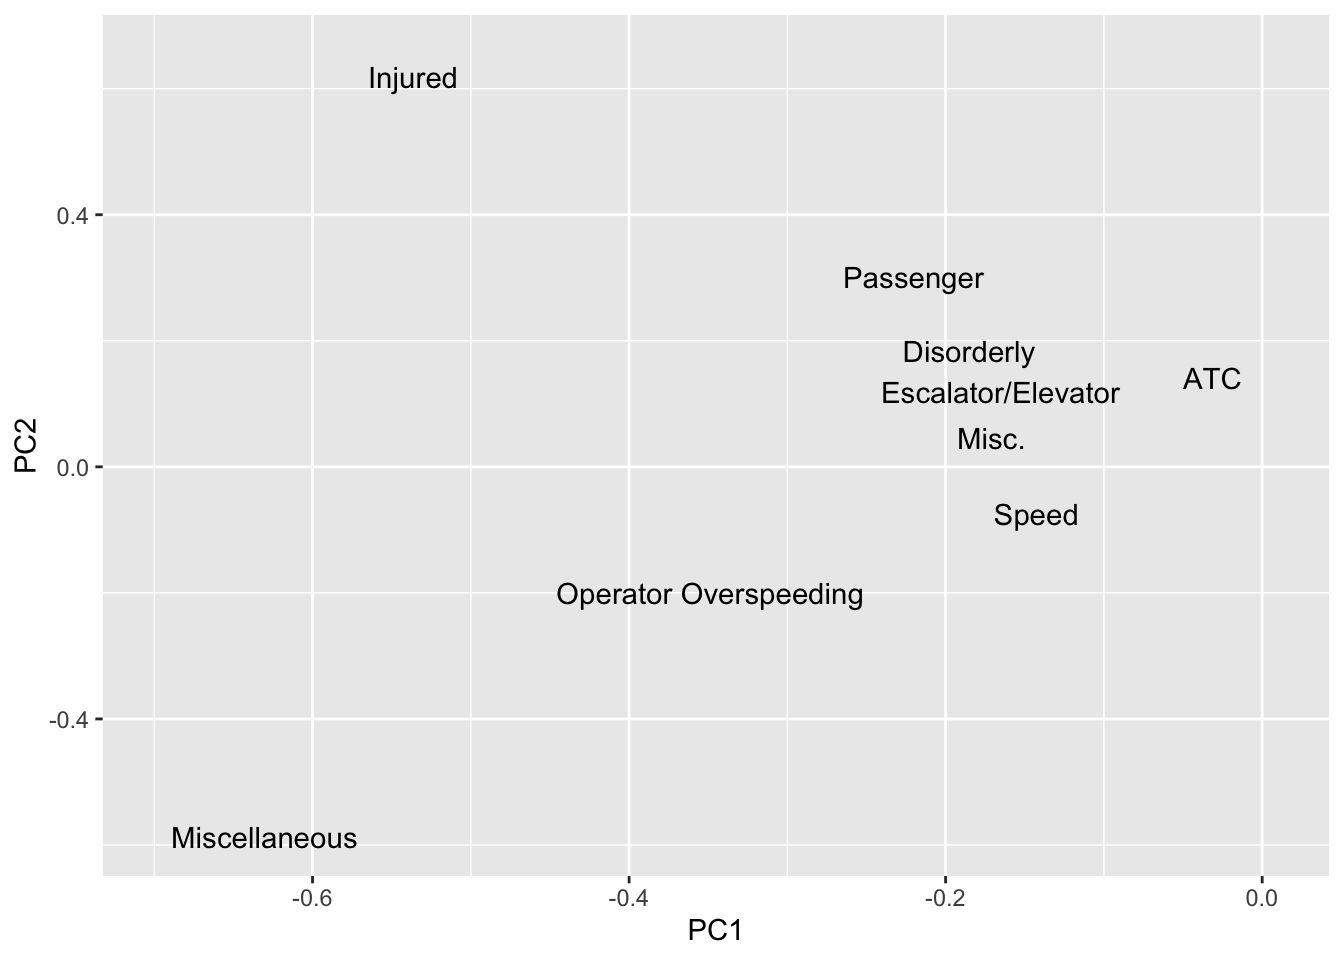 Injured
0.4
Passenger
Disorderly
ATC
Escalator/Elevator
Misc.
PC2
0.0
Speed
Operator Overspeeding
-0.4
Miscellaneous
-0.6
-0.4
-0.2
0.0
PC1